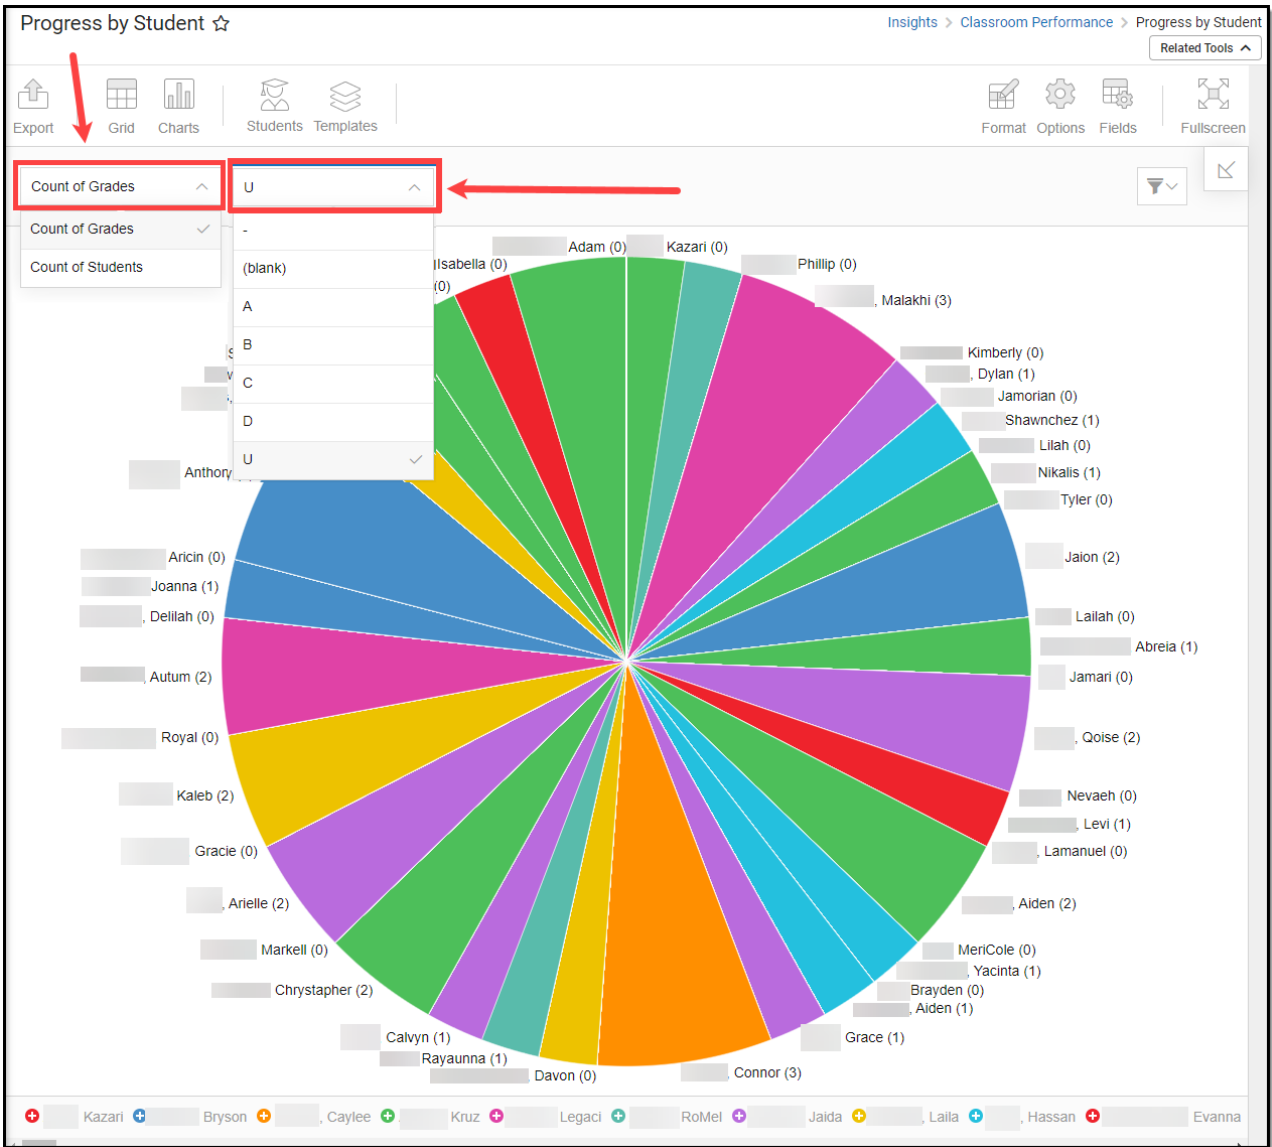 Progress by Student
Insights > Classroom Performance > Progress by Student
Related Tools
Export
Grid
Charts
Students
Templates
Format
Options
Fields
Fullscreen
Count of Grades
U
Count of Grades
Count of Students
-
(blank)
A
B
C
D
U
Isabella (0)
(0)
Adam (0)
Kazari (0)
Phillip (0)
, Malakhi (3)
Kimberly (0)
, Dylan (1)
Jamorian (0)
Shawnchez (1)
Lilah (0)
Nikalis (1)
Tyler (0)
Jaion (2)
Lailah (0)
Abreia (1)
Jamari (0)
, Qoise (2)
Nevaeh (0)
, Levi (1)
, Lamanuel (0)
, Aiden (2)
MeriCole (0)
, Yacinta (1)
Brayden (0)
, Aiden (1)
Grace (1)
, Connor (3)
, Davon (0)
Rayaunna (1)
Calvyn (1)
Chrystapher (2)
Markell (0)
, Arielle (2)
Gracie (0)
Kaleb (2)
Royal (0)
, Autum (2)
, Delilah (0)
Joanna (1)
Aricin (0)
Kazari
Bryson
, Caylee
Kruz
Legaci
RoMel
Jaida
, Laila
, Hassan
Evanna